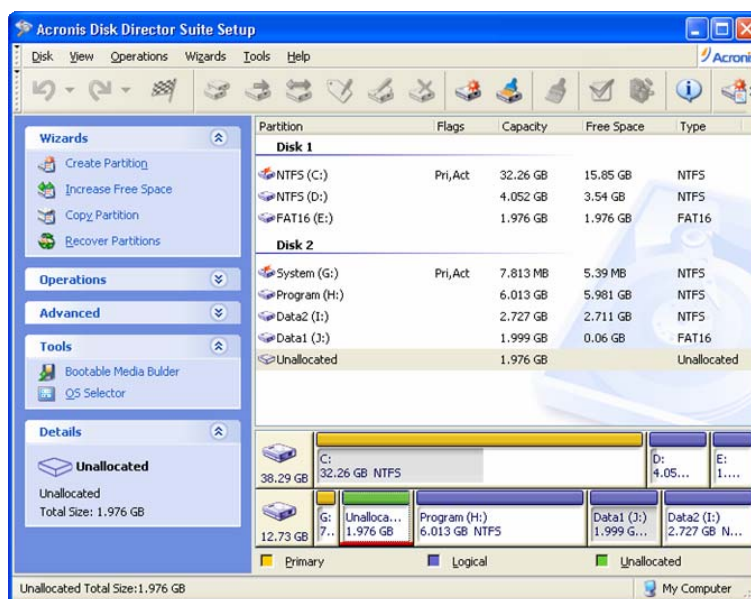 Acronis Disk Director Suite Setup
Disk View Operations Wizards Tools Help
Acronis
Wizards
Create Partition
Increase Free Space
Copy Partition
Recover Partitions
Operations
Advanced
Tools
Bootable Media Bulder
OS Selector
Details
Unallocated
Unallocated
Total Size: 1.976 GB
Partition Flags Capacity Free Space Type
Disk 1
NTFS (C:) Pri,Act 32.26 GB 15.85 GB NTFS
NTFS (D:) 4.052 GB 3.54 GB NTFS
FAT16 (E:) 1.976 GB 1.976 GB FAT16
Disk 2
System (G:) Pri,Act 7.813 MB 5.39 MB NTFS
Program (H:) 6.013 GB 5.981 GB NTFS
Data2 (I:) 2.727 GB 2.711 GB NTFS
Data1 (J:) 1.999 GB 0.06 GB FAT16
Unallocated 1.976 GB Unallocated
38.29 GB
C:
32.26 GB NTFS
D:
4.05...
E:
1....
12.73 GB
G:
7..
Unalloca...
1.976 GB
Program (H:)
6.013 GB NTFS
Data1 (J:)
1.999 G...
Data2 (I:)
2.727 GB N...
Primary Logical Unallocated
Unallocated Total Size:1.976 GB My Computer